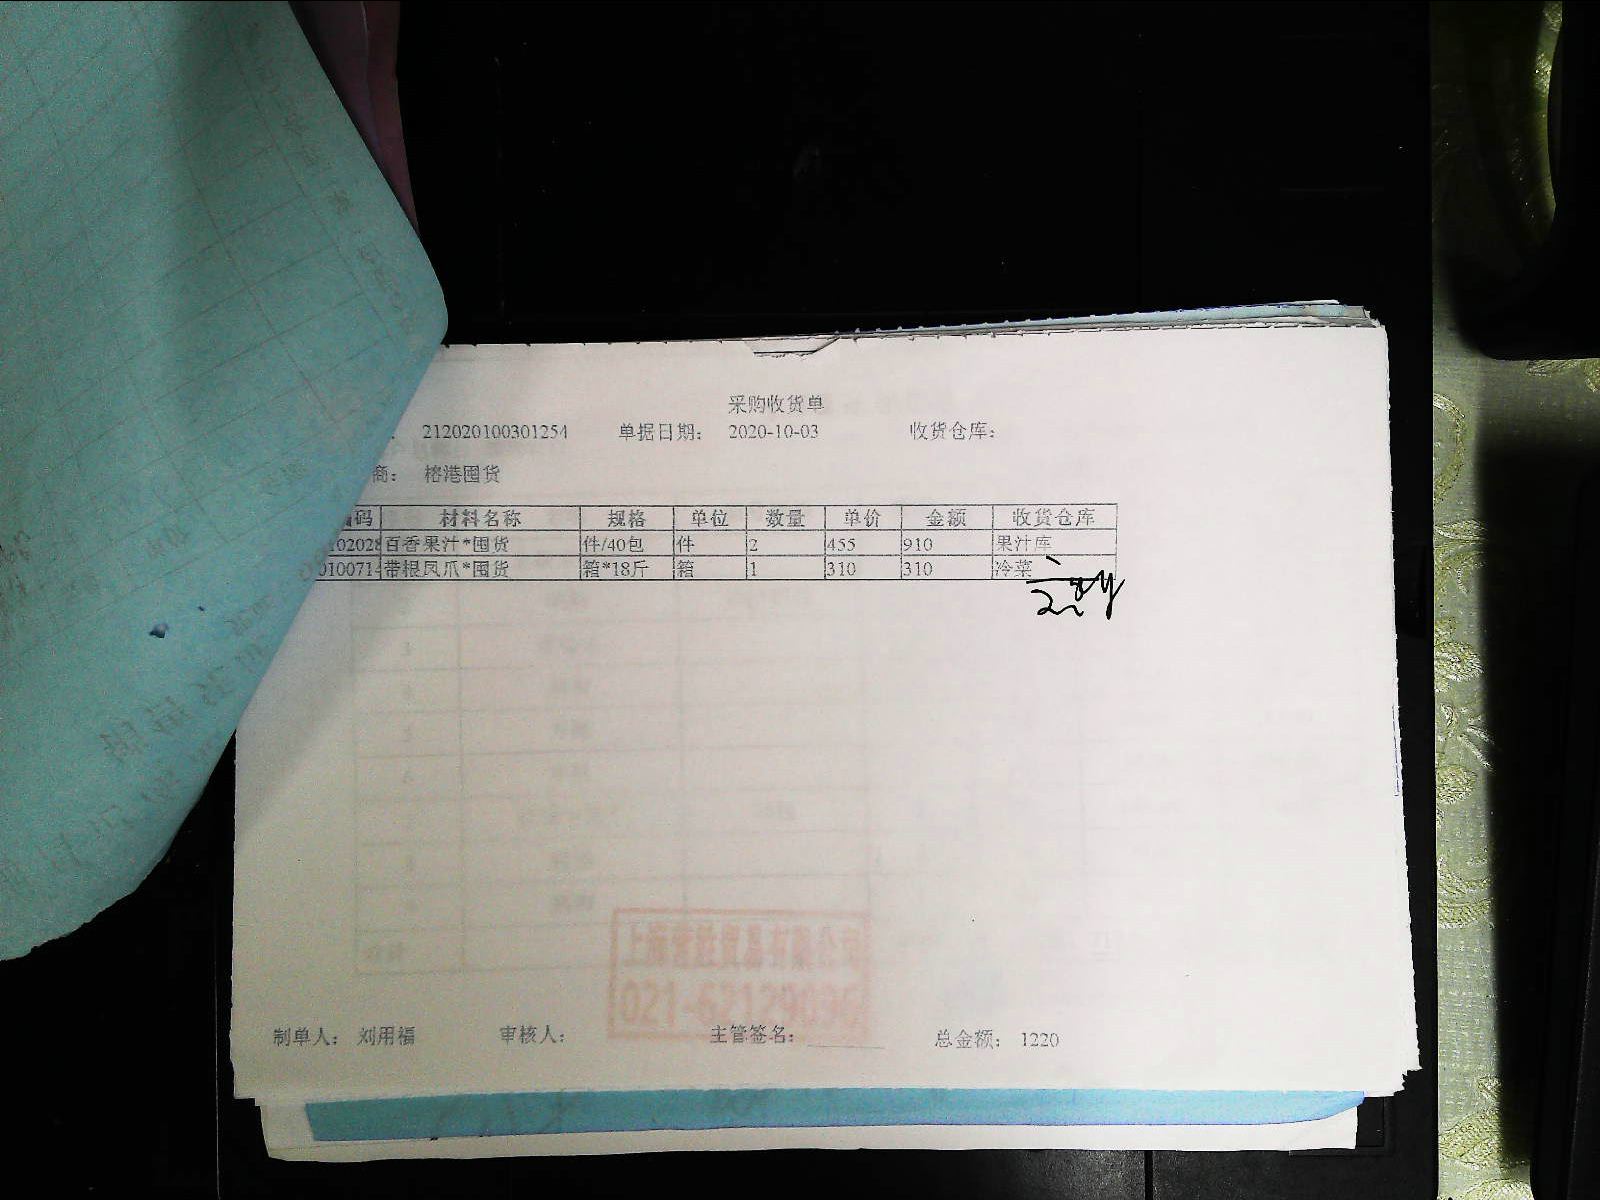 采购收货单
: 212020100301254 单据日期: 2020-10-03 收货仓库:
商: 榕港囤货
码 材料名称 规格 单位 数量 单价 金额 收货仓库
02028 百香果汁*囤货 件/40包 件 2 455 910 果汁库
010071 带根凤爪*囤货 箱*18斤 箱 1 310 310 冷菜
021-62129096
制单人: 刘用福 审核人: 主管签名: 总金额: 1220